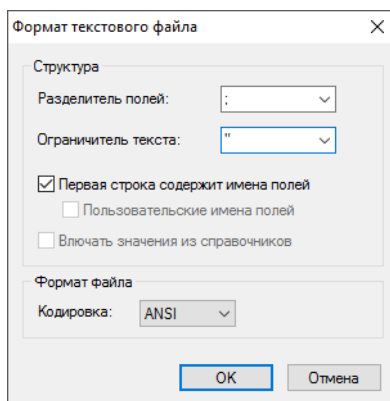 Формат текстового файла
Структура
Разделитель полей: ;
Ограничитель текста: "
Первая строка содержит имена полей
Пользовательские имена полей
Влючать значения из справочников
Формат файла
Кодировка: ANSI
OK Отмена